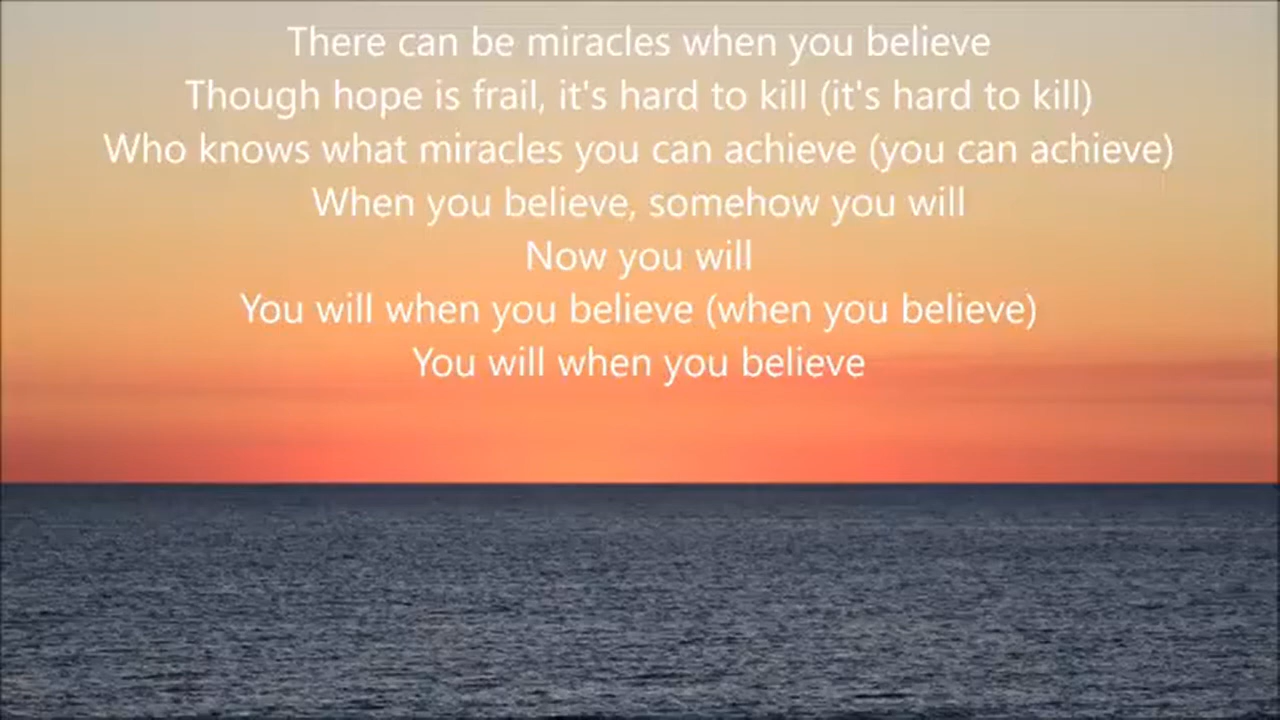 There can be miracles when you believe
Though hope is frail, it's hard to kill (it's hard to kill)
Who knows what miracles you can achieve (you can achieve)
When you believe, somehow you will
Now you will
You will when you believe (when you believe)
You will when you believe